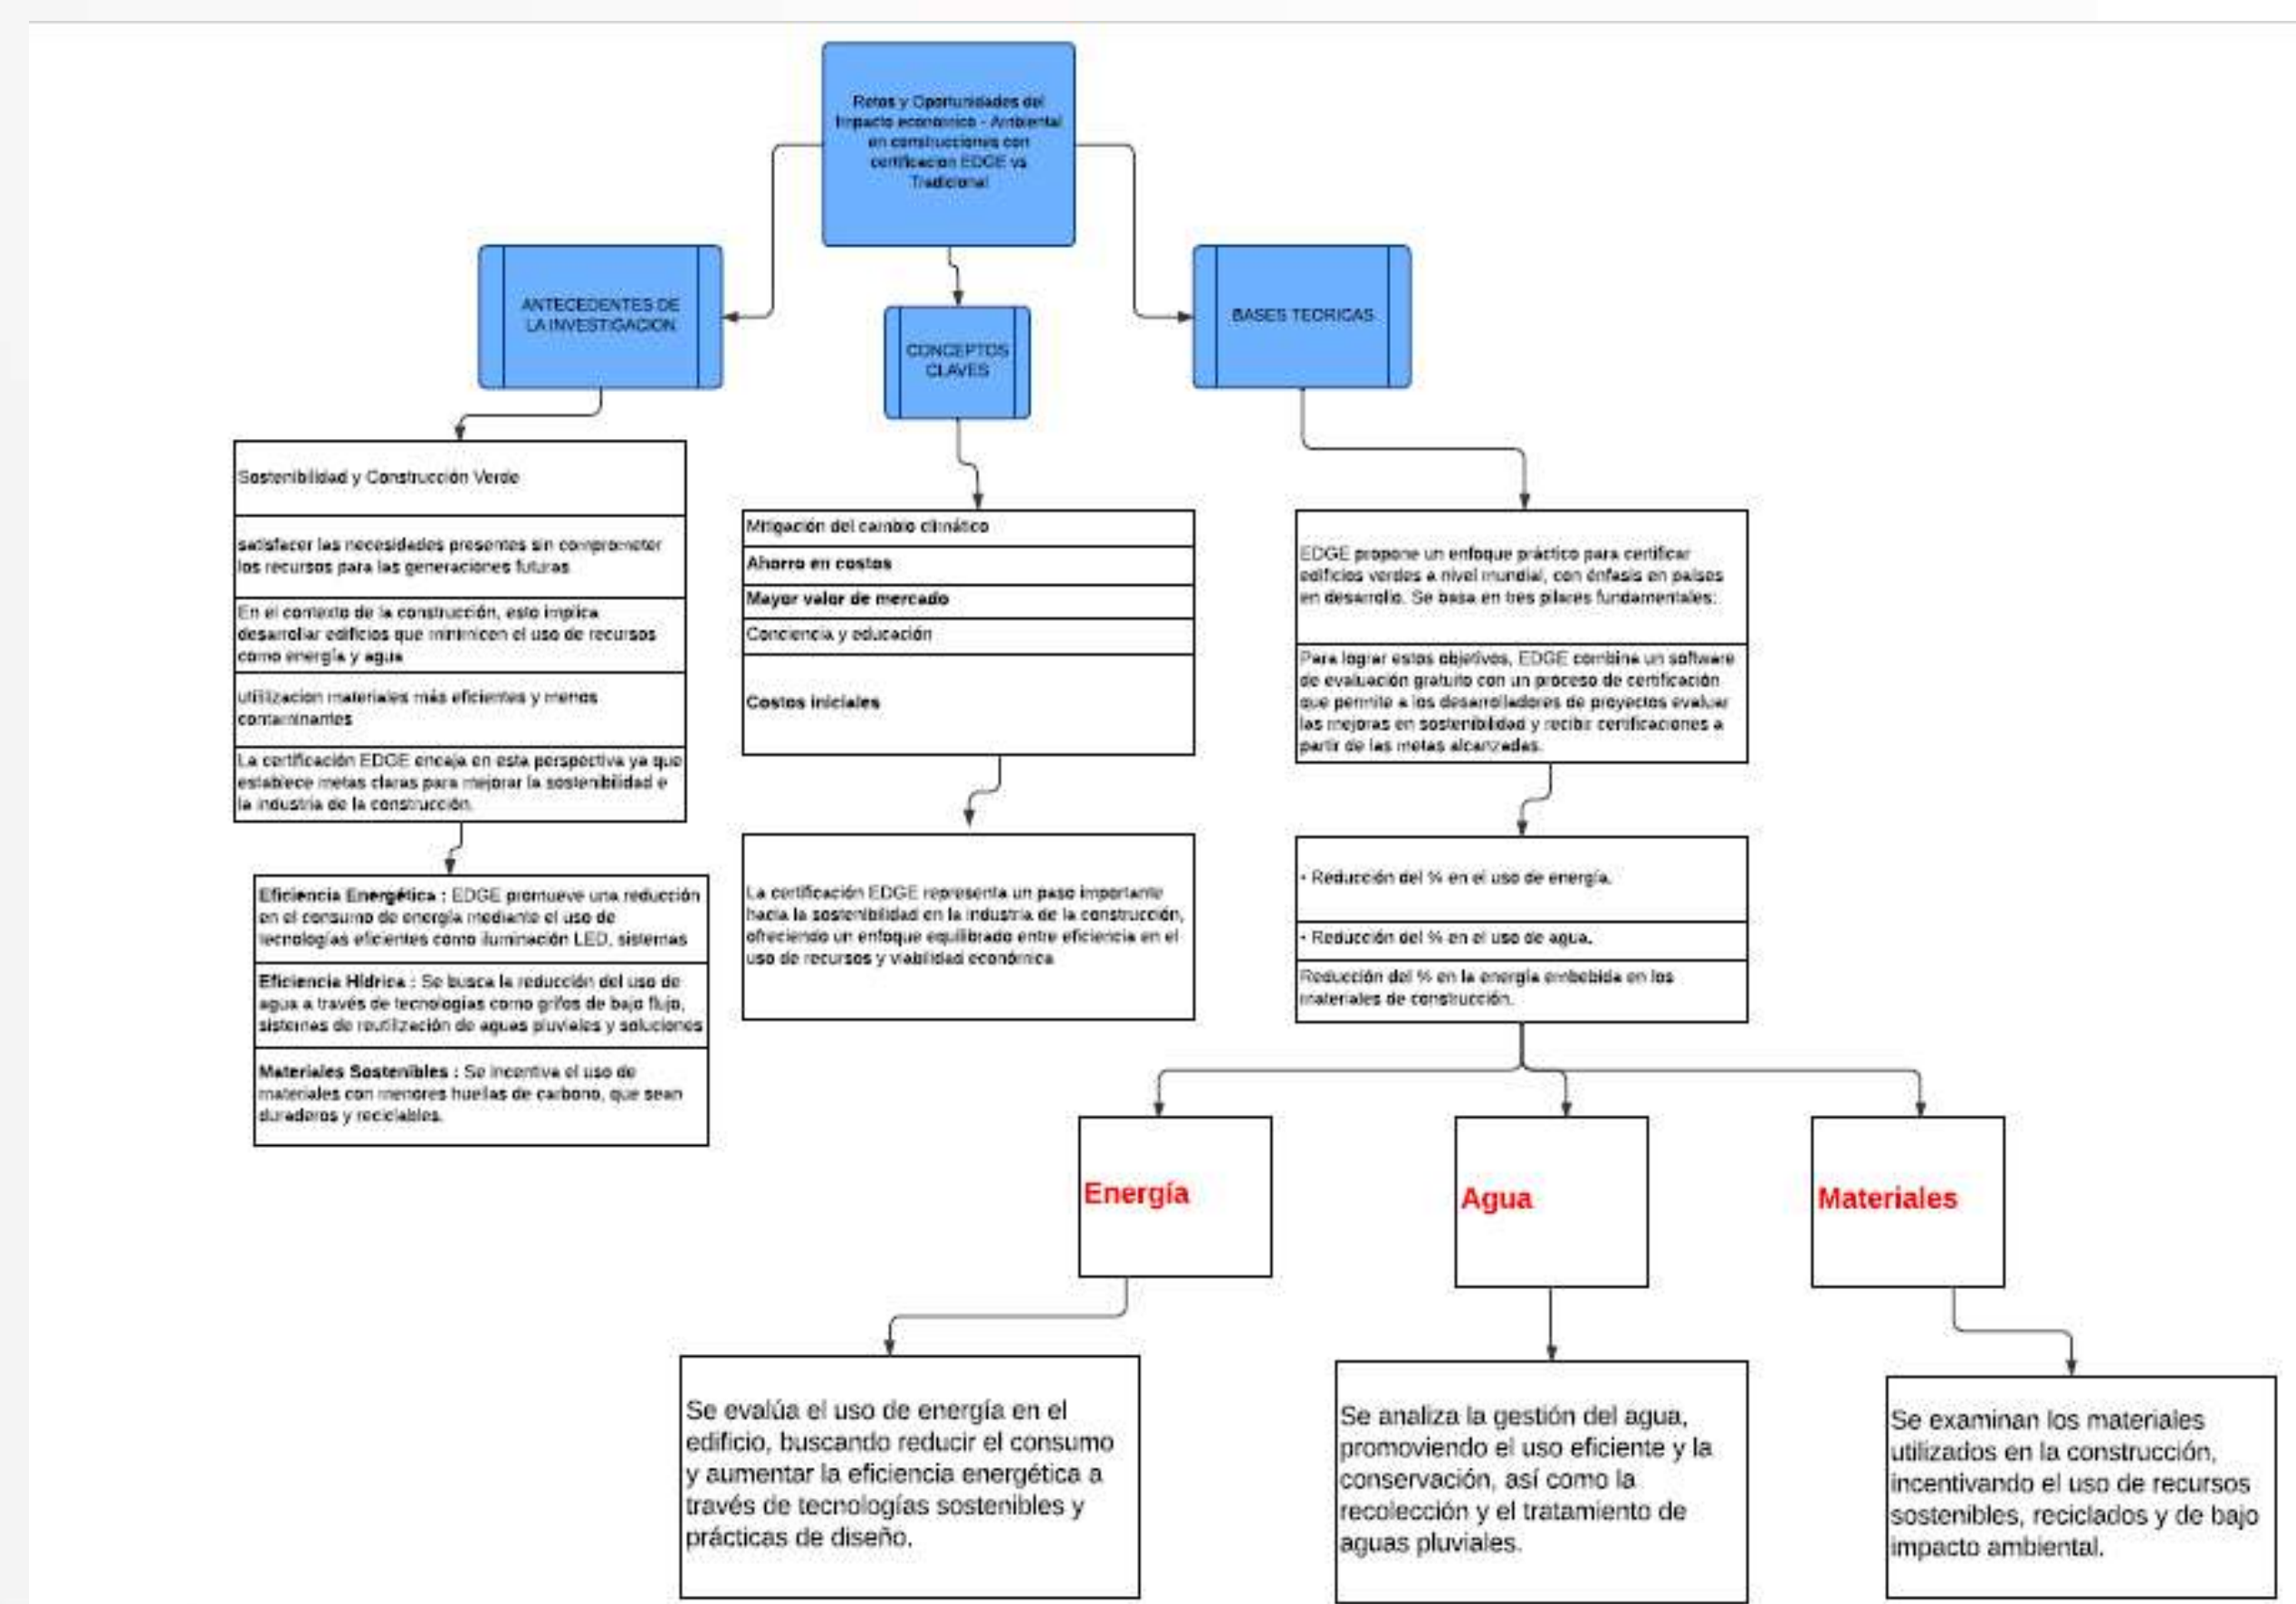 Retos y Oportunidades del
Impacto económico - Ambiental
en construcciones con
certificacion EDGE vs
Tradicional
ANTECEDENTES DE
LA INVESTIGACION
CONCEPTOS
CLAVES
BASES TEORICAS
Sostenibilidad y Construcción Verde
satisfacer las necesidades presentes sin comprometer
los recursos para las generaciones futuras
En el contexto de la construcción, esto implica
desarrollar edificios que minimicen el uso de recursos
como energía y agua
utilizacion materiales más eficientes y menos
contaminantes
La certificación EDGE encaja en esta perspectiva ya que
establece metas claras para mejorar la sostenibilidad e
la industria de la construcción.
Eficiencia Energética : EDGE promueve una reducción
en el consumo de energía mediante el uso de
tecnologías eficientes como iluminación LED, sistemas
Eficiencia Hídrica : Se busca la reducción del uso de
agua a través de tecnologías como grifos de bajo flujo,
sistemas de reutilización de aguas pluviales y soluciones
Materiales Sostenibles : Se incentiva el uso de
materiales con menores huellas de carbono, que sean
duraderos y reciclables.
Mitigación del cambio climático
Ahorro en costos
Mayor valor de mercado
Conciencia y educación
Costos iniciales
La certificación EDGE representa un paso importante
hacia la sostenibilidad en la industria de la construcción,
ofreciendo un enfoque equilibrado entre eficiencia en el
uso de recursos y viabilidad económica
EDGE propone un enfoque práctico para certificar
edificios verdes a nivel mundial, con énfasis en países
en desarrollo. Se basa en tres pilares fundamentales:
Para lograr estos objetivos, EDGE combina un software
de evaluación gratuito con un proceso de certificación
que permite a los desarrolladores de proyectos evaluar
las mejoras en sostenibilidad y recibir certificaciones a
partir de las metas alcanzadas.
• Reducción del % en el uso de energía.
• Reducción del % en el uso de agua.
Reducción del % en la energía embebida en los
materiales de construcción.
Energía
Agua
Materiales
Se evalúa el uso de energía en el
edificio, buscando reducir el consumo
y aumentar la eficiencia energética a
través de tecnologías sostenibles y
prácticas de diseño.
Se analiza la gestión del agua,
promoviendo el uso eficiente y la
conservación, así como la
recolección y el tratamiento de
aguas pluviales.
Se examinan los materiales
utilizados en la construcción,
incentivando el uso de recursos
sostenibles, reciclados y de bajo
impacto ambiental.